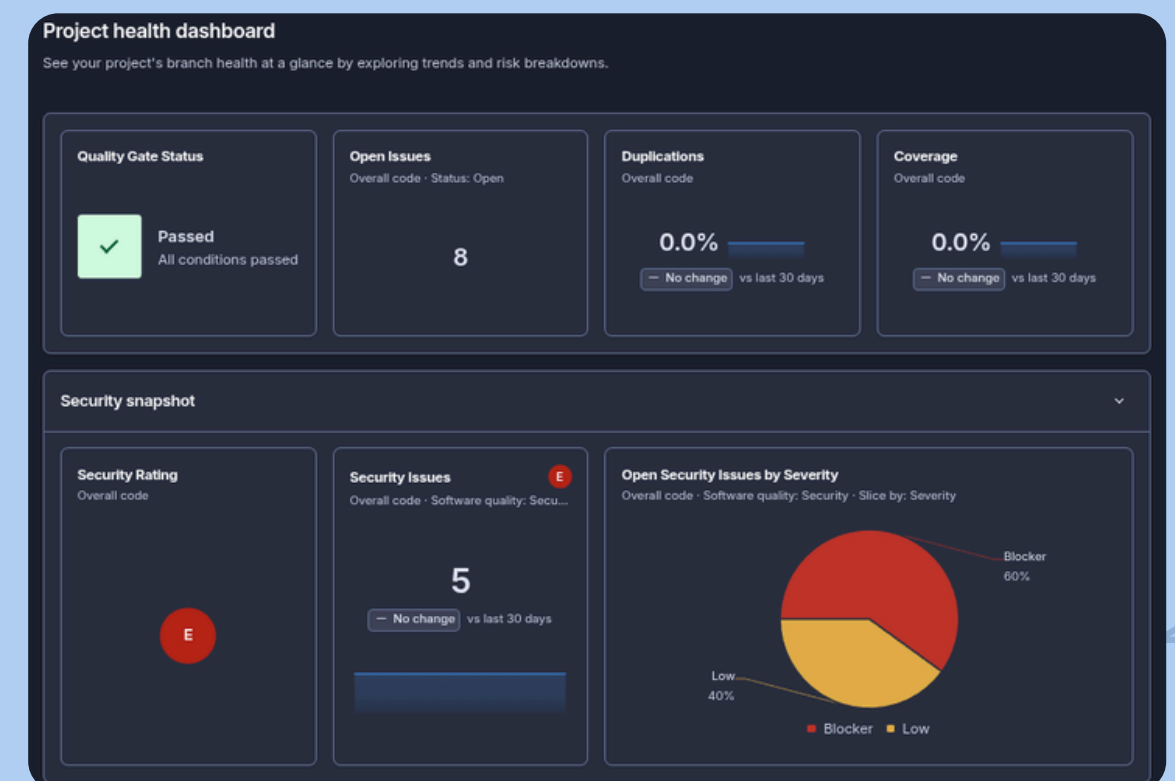 Project health dashboard
See your project's branch health at a glance by exploring trends and risk breakdowns.
Quality Gate Status
Passed
All conditions passed
Open Issues
Overall code · Status: Open
8
Duplications
Overall code
0.0%
— No change vs last 30 days
Coverage
Overall code
0.0%
— No change vs last 30 days
Security snapshot
Security Rating
Overall code
E
Security Issues
E
Overall code · Software quality: Secu...
5
— No change vs last 30 days
Open Security Issues by Severity
Overall code · Software quality: Security · Slice by: Severity
Blocker
60%
Low
40%
Blocker Low